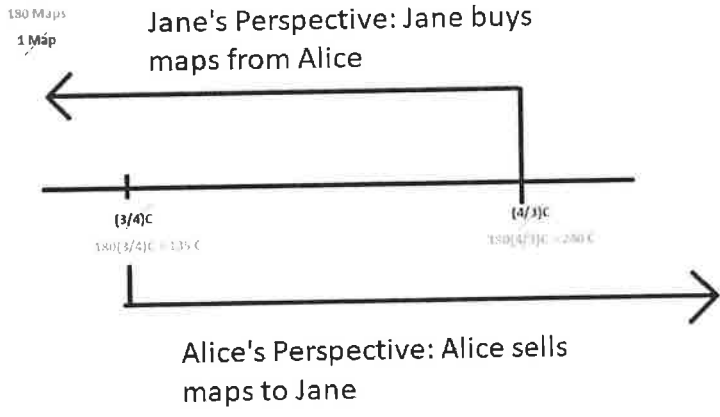 180 Maps
1 Map
Jane's Perspective: Jane buys
maps from Alice
(3/4)C
(4/3)C
180(3/4)C = 135 C
180(4/3)C = 240 C
Alice's Perspective: Alice sells
maps to Jane